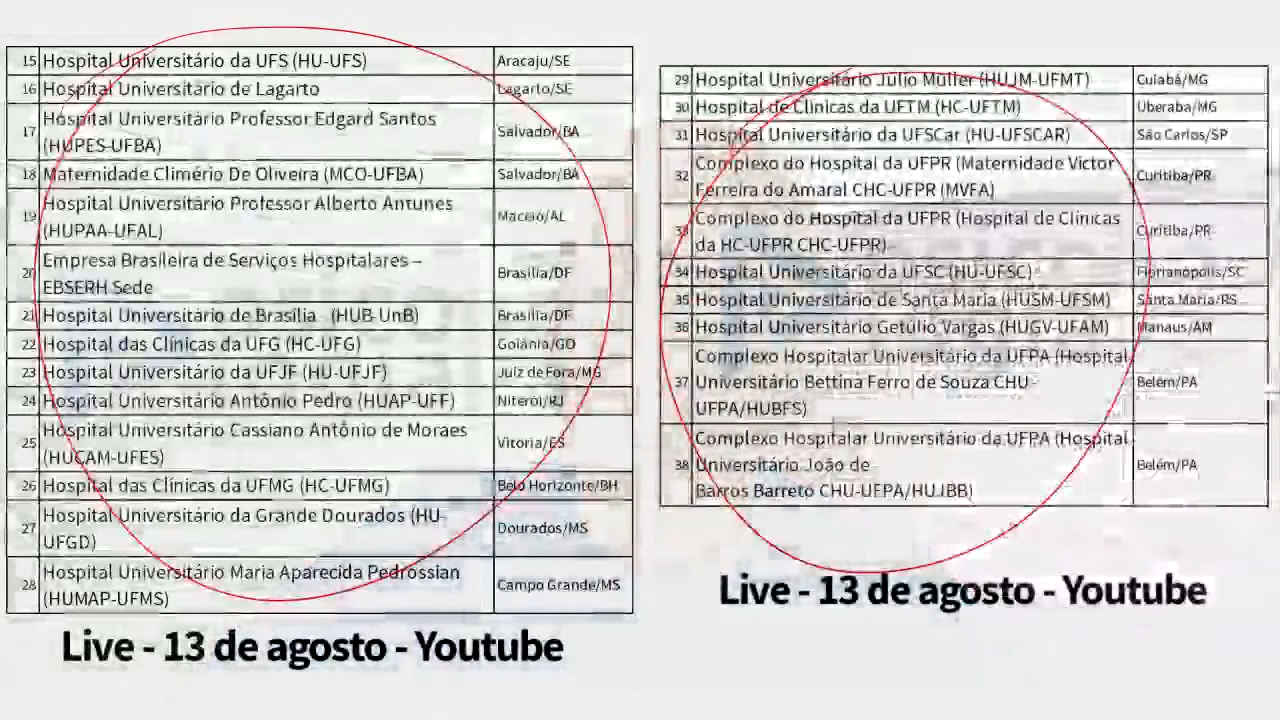 15 Hospital Universitário da UFS (HU-UFS) Aracaju/SE
16 Hospital Universitário de Lagarto Lagarto/SE
17 Hospital Universitário Professor Edgard Santos
(HUPES-UFBA) Salvador/BA
18 Maternidade Climério De Oliveira (MCO-UFBA) Salvador/BA
19 Hospital Universitário Professor Alberto Antunes
(HUPAA-UFAL) Maceió/AL
20 Empresa Brasileira de Serviços Hospitalares –
EBSERH Sede Brasília/DF
21 Hospital Universitário de Brasília (HUB-UnB) Brasília/DF
22 Hospital das Clínicas da UFG (HC-UFG) Goiânia/GO
23 Hospital Universitário da UFJF (HU-UFJF) Juiz de Fora/MG
24 Hospital Universitário Antônio Pedro (HUAP-UFF) Niterói/RJ
25 Hospital Universitário Cassiano Antônio de Moraes
(HUCAM-UFES) Vitoria/ES
26 Hospital das Clínicas da UFMG (HC-UFMG) Belo Horizonte/BH
27 Hospital Universitário da Grande Dourados (HU-
UFGD) Dourados/MS
28 Hospital Universitário Maria Aparecida Pedrossian
(HUMAP-UFMS) Campo Grande/MS
Live - 13 de agosto - Youtube
29 Hospital Universitário Júlio Muller (HUJM-UFMT) Cuiabá/MG
30 Hospital de Clínicas da UFTM (HC-UFTM) Uberaba/MG
31 Hospital Universitário da UFSCar (HU-UFSCAR) São Carlos/SP
32 Complexo do Hospital da UFPR (Maternidade Victor
Ferreira do Amaral CHC-UFPR (MVFA) Curitiba/PR
33 Complexo do Hospital da UFPR (Hospital de Clínicas
da HC-UFPR CHC-UFPR) Curitiba/PR
34 Hospital Universitário da UFSC (HU-UFSC) Florianópolis/SC
35 Hospital Universitário de Santa Maria (HUSM-UFSM) Santa Maria/RS
36 Hospital Universitário Getúlio Vargas (HUGV-UFAM) Manaus/AM
37 Complexo Hospitalar Universitário da UFPA (Hospital
Universitário Bettina Ferro de Souza CHU-
UFPA/HUBFS) Belém/PA
38 Complexo Hospitalar Universitário da UFPA (Hospital
Universitário João de
Barros Barreto CHU-UFPA/HUJBB) Belém/PA
Live - 13 de agosto - Youtube